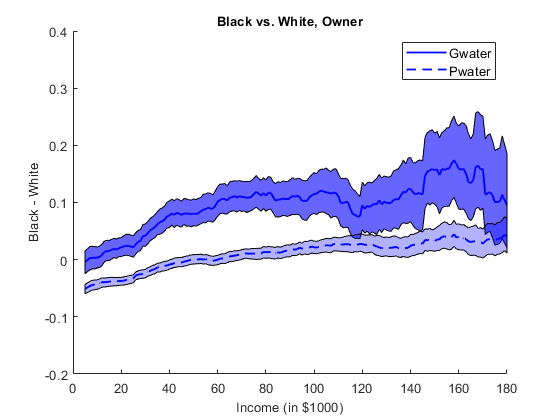 Black vs. White, Owner
0.4
0.3
0.2
0.1
0
-0.1
-0.2
Black - White
Gwater
Pwater
0 20 40 60 80 100 120 140 160 180
Income (in $1000)